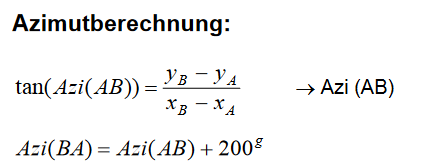 Azimutberechnung:
tan(Azi(AB)) = (y_B − y_A) / (x_B − x_A) → Azi (AB)
Azi(BA) = Azi(AB) + 200^g